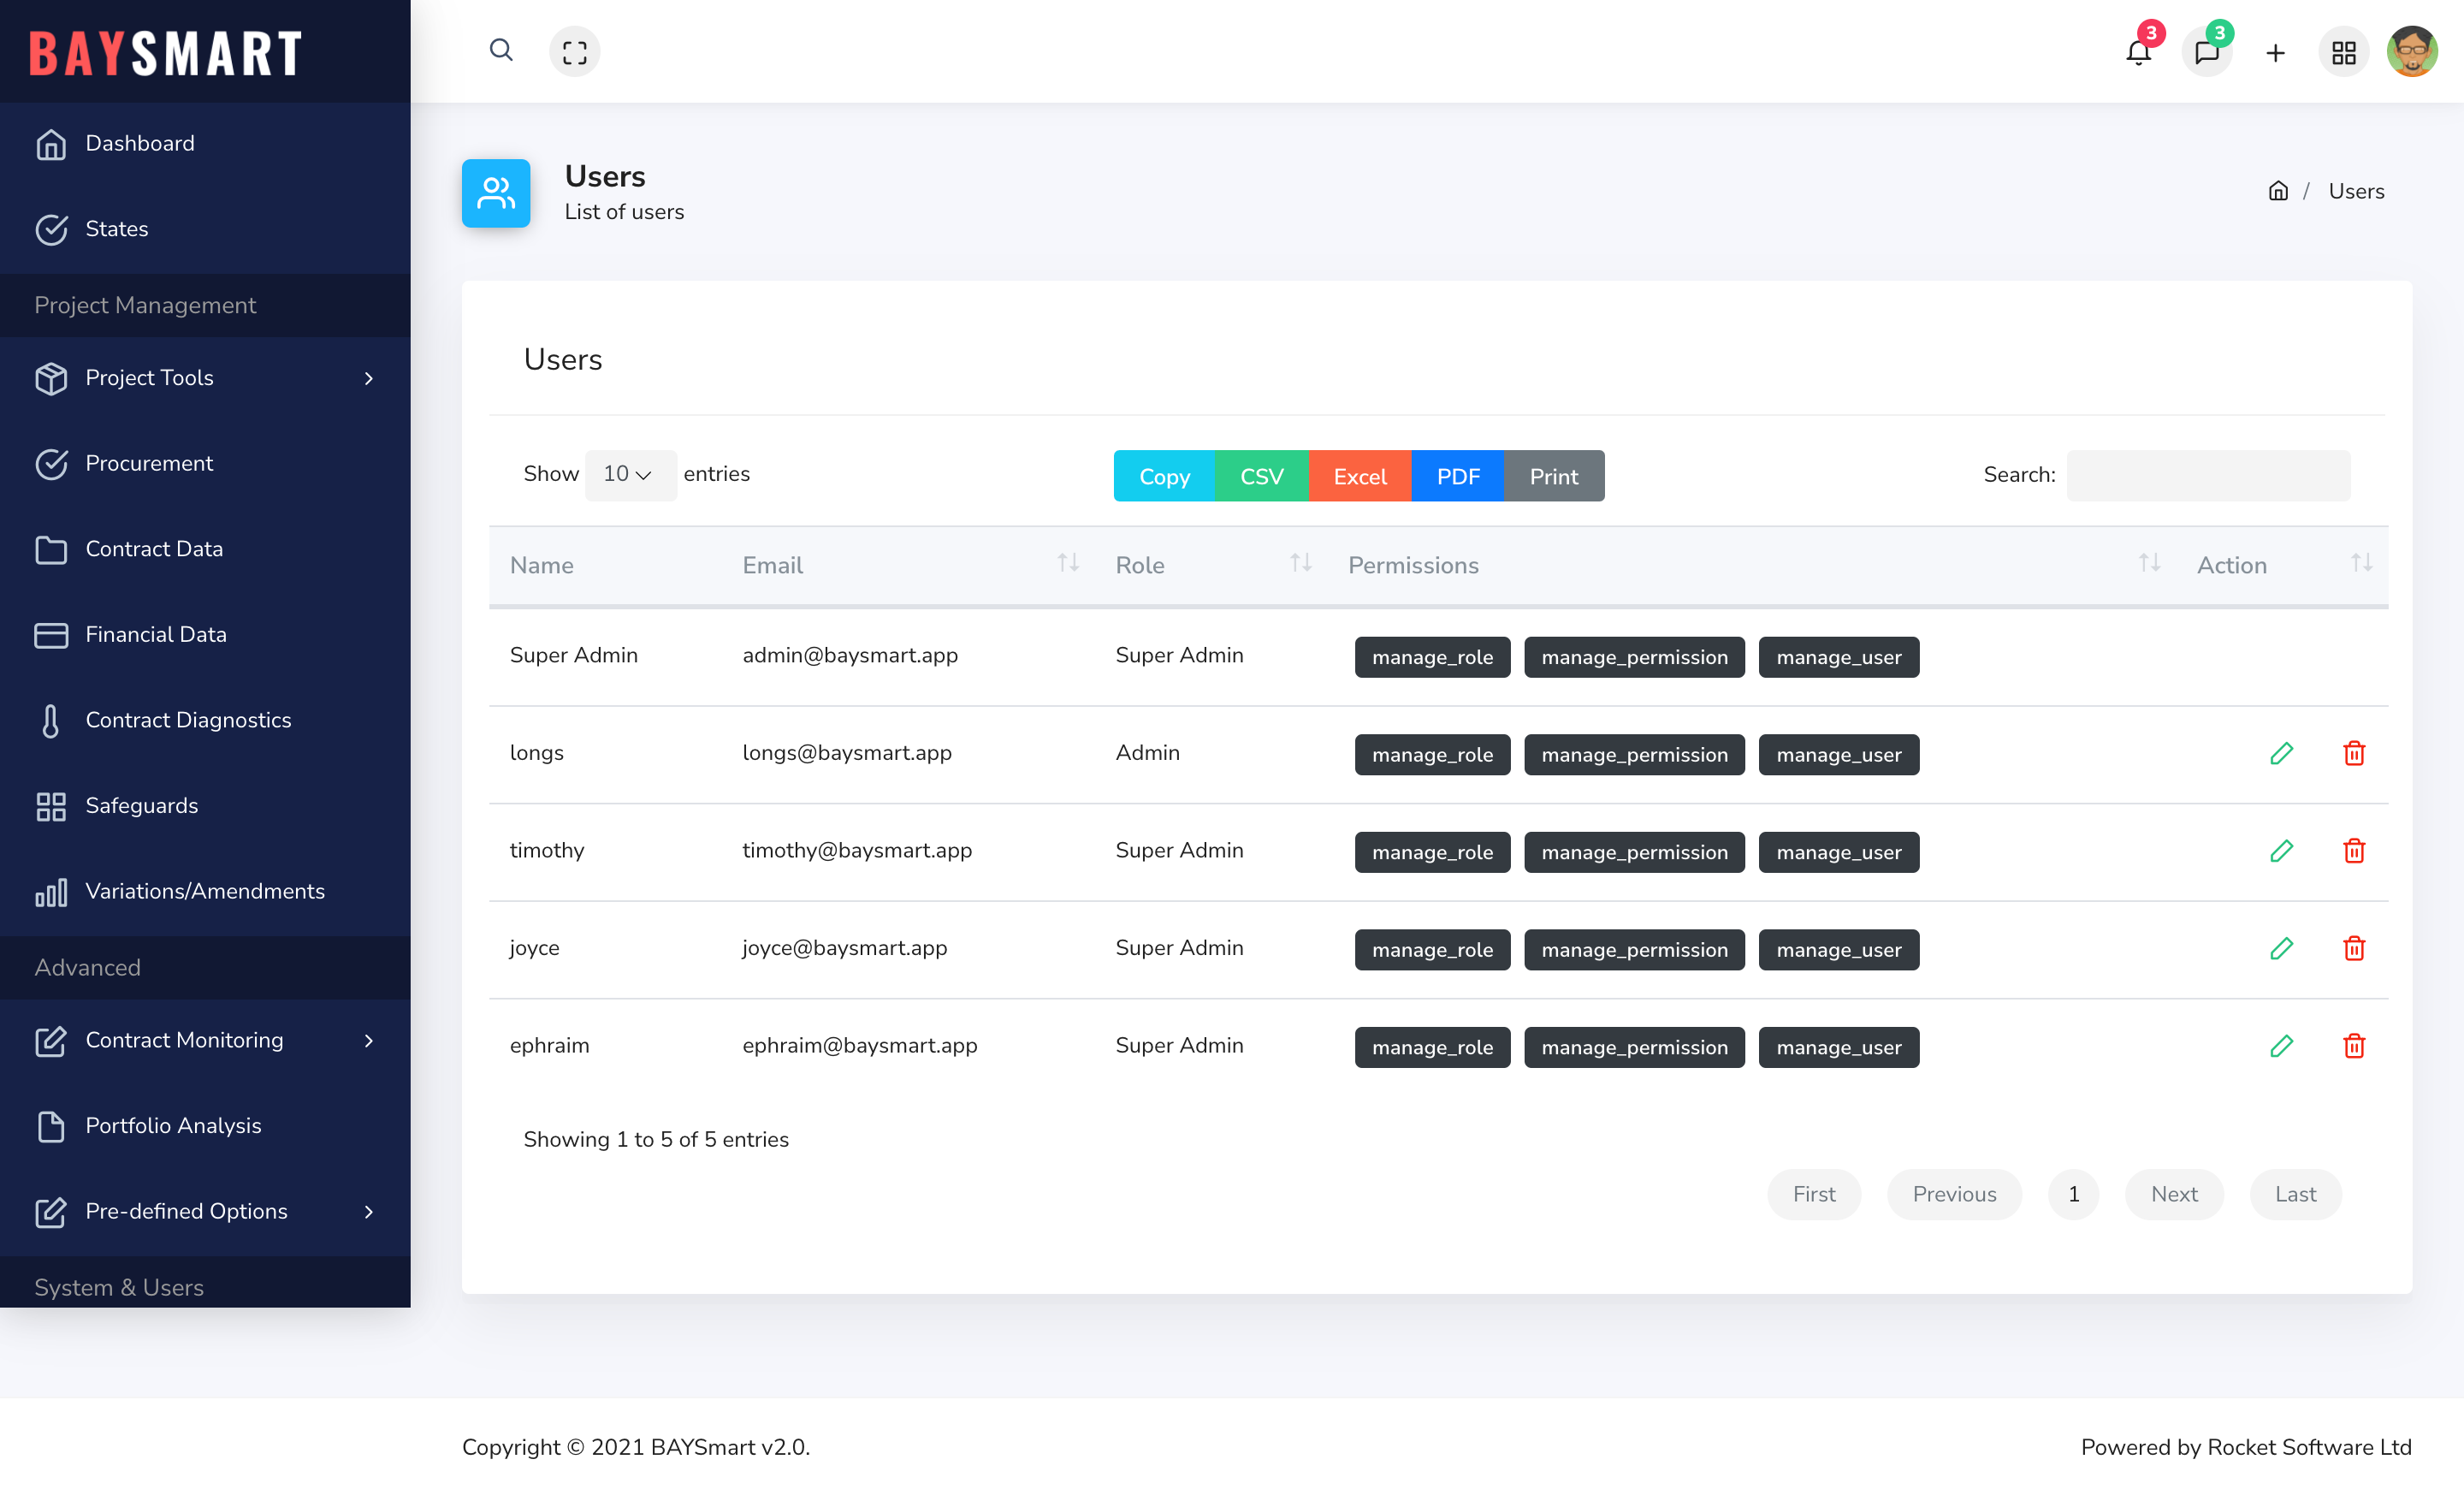 BAYSMART
3
3
Dashboard
States
Project Management
Project Tools
Procurement
Contract Data
Financial Data
Contract Diagnostics
Safeguards
Variations/Amendments
Advanced
Contract Monitoring
Portfolio Analysis
Pre-defined Options
System & Users
Users
List of users
/ Users
Users
Show 10 entries
Copy CSV Excel PDF Print
Search:
Name Email Role Permissions Action
Super Admin admin@baysmart.app Super Admin manage_role manage_permission manage_user
longs longs@baysmart.app Admin manage_role manage_permission manage_user
timothy timothy@baysmart.app Super Admin manage_role manage_permission manage_user
joyce joyce@baysmart.app Super Admin manage_role manage_permission manage_user
ephraim ephraim@baysmart.app Super Admin manage_role manage_permission manage_user
Showing 1 to 5 of 5 entries
First Previous 1 Next Last
Copyright © 2021 BAYSmart v2.0.
Powered by Rocket Software Ltd